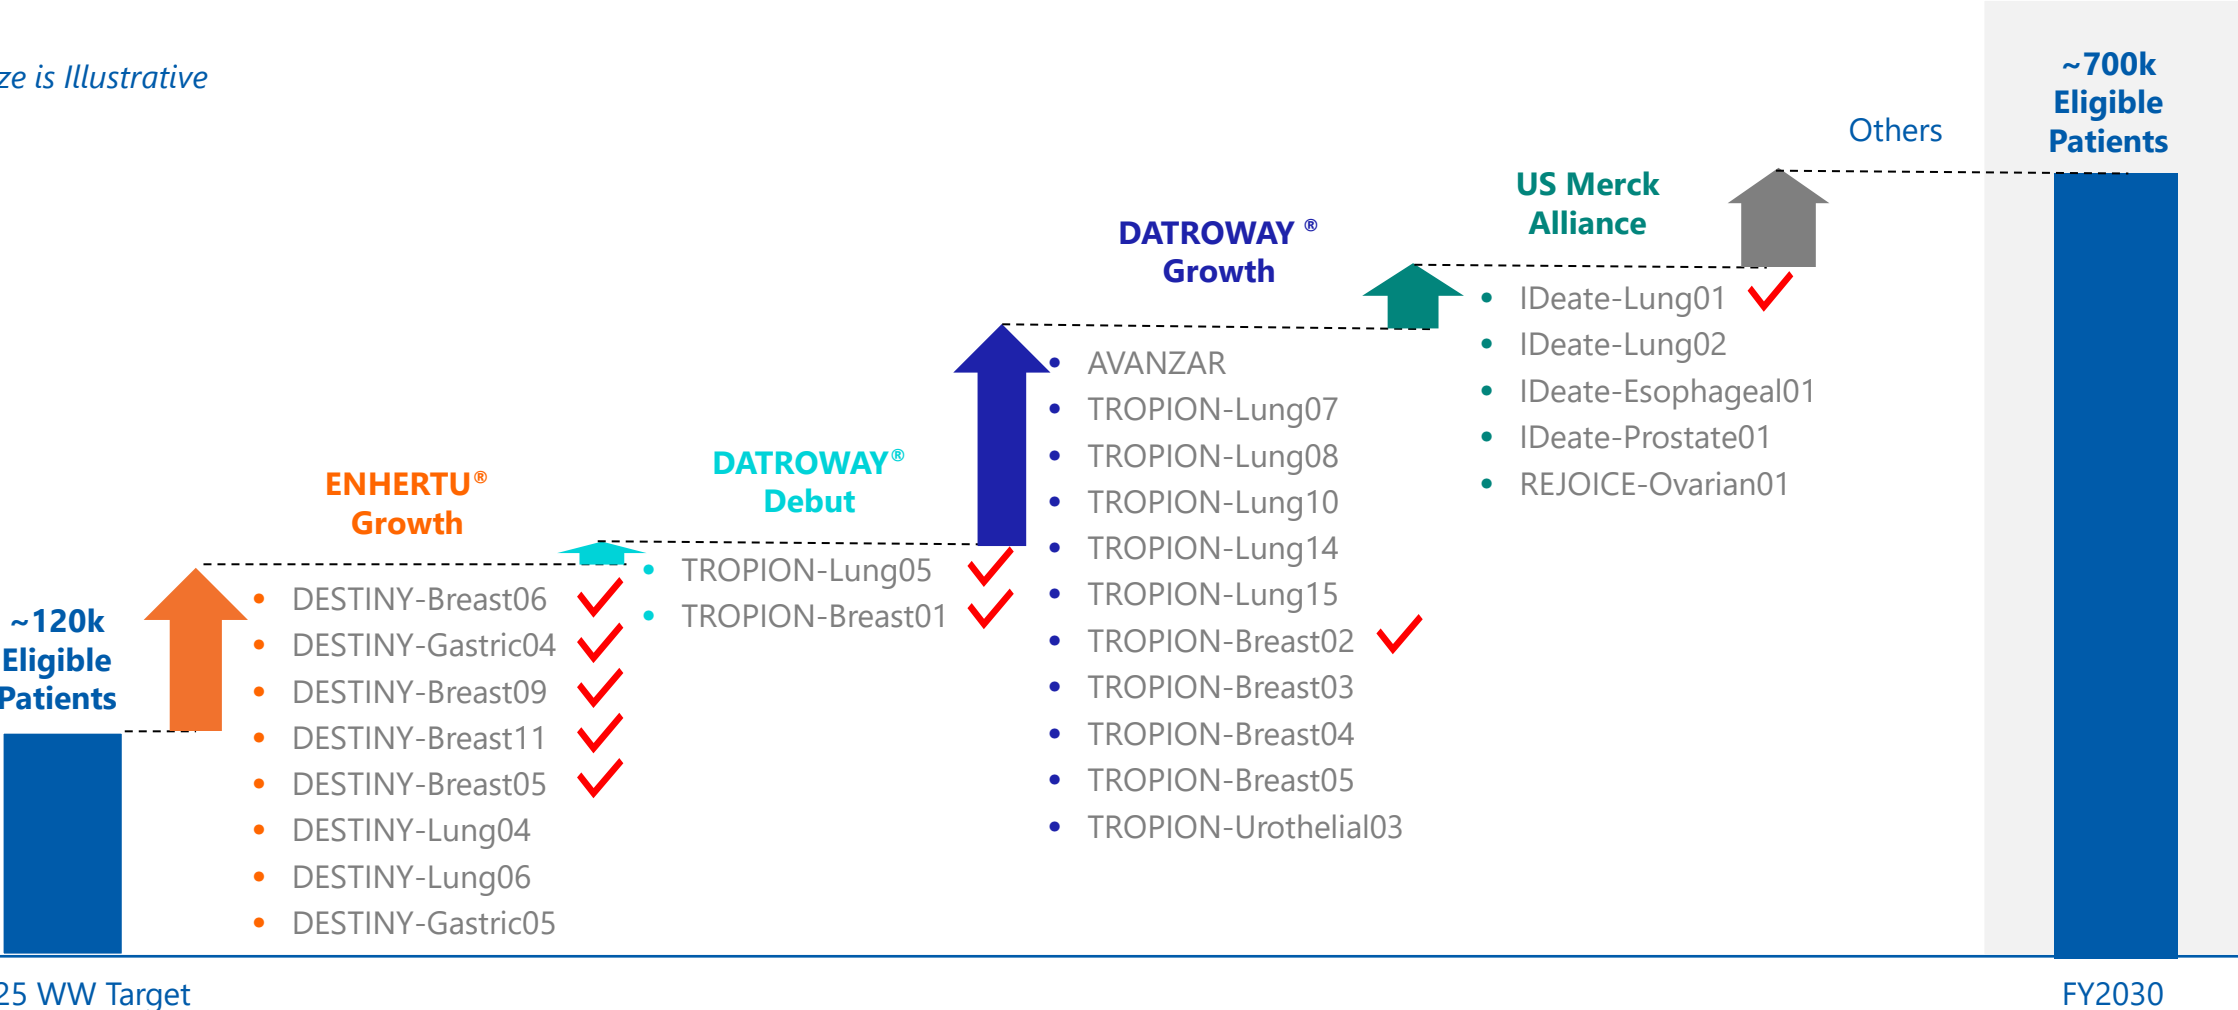 is Illustrative
~120k
Eligible
Patients
ENHERTU®
Growth
• DESTINY-Breast06
• DESTINY-Gastric04
• DESTINY-Breast09
• DESTINY-Breast11
• DESTINY-Breast05
• DESTINY-Lung04
• DESTINY-Lung06
• DESTINY-Gastric05
DATROWAY®
Debut
• TROPION-Lung05
• TROPION-Breast01
DATROWAY ®
Growth
• AVANZAR
• TROPION-Lung07
• TROPION-Lung08
• TROPION-Lung10
• TROPION-Lung14
• TROPION-Lung15
• TROPION-Breast02
• TROPION-Breast03
• TROPION-Breast04
• TROPION-Breast05
• TROPION-Urothelial03
US Merck
Alliance
• IDeate-Lung01
• IDeate-Lung02
• IDeate-Esophageal01
• IDeate-Prostate01
• REJOICE-Ovarian01
Others
~700k
Eligible
Patients
25 WW Target
FY2030